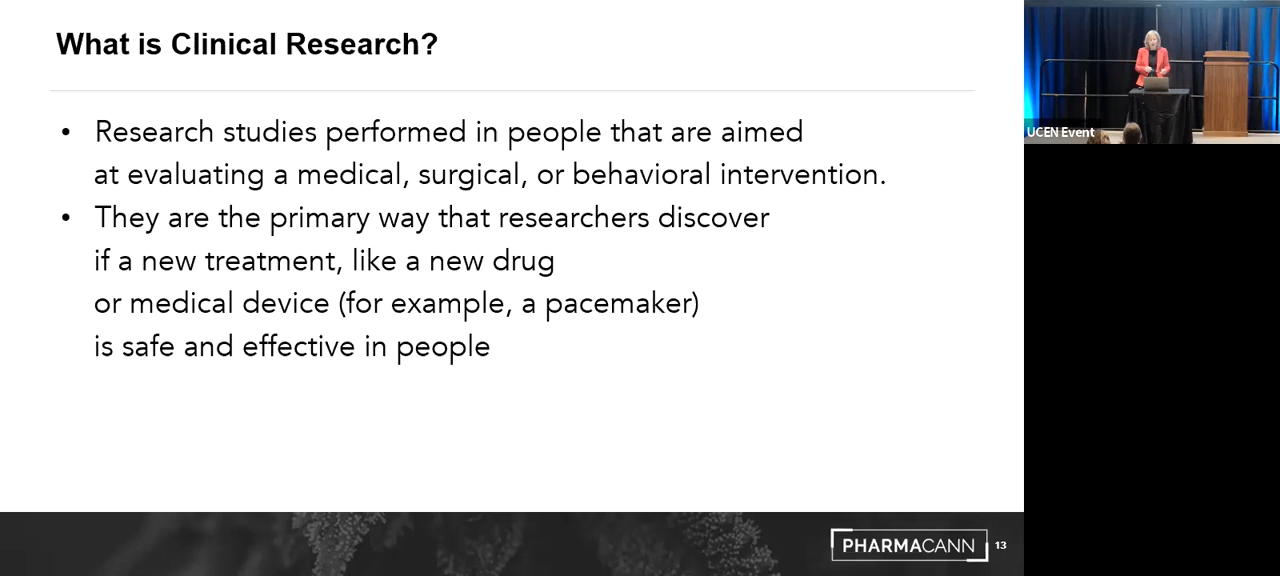 What is Clinical Research?
• Research studies performed in people that are aimed
at evaluating a medical, surgical, or behavioral intervention.
• They are the primary way that researchers discover
if a new treatment, like a new drug
or medical device (for example, a pacemaker)
is safe and effective in people
UCEN Event
PHARMACANN 13